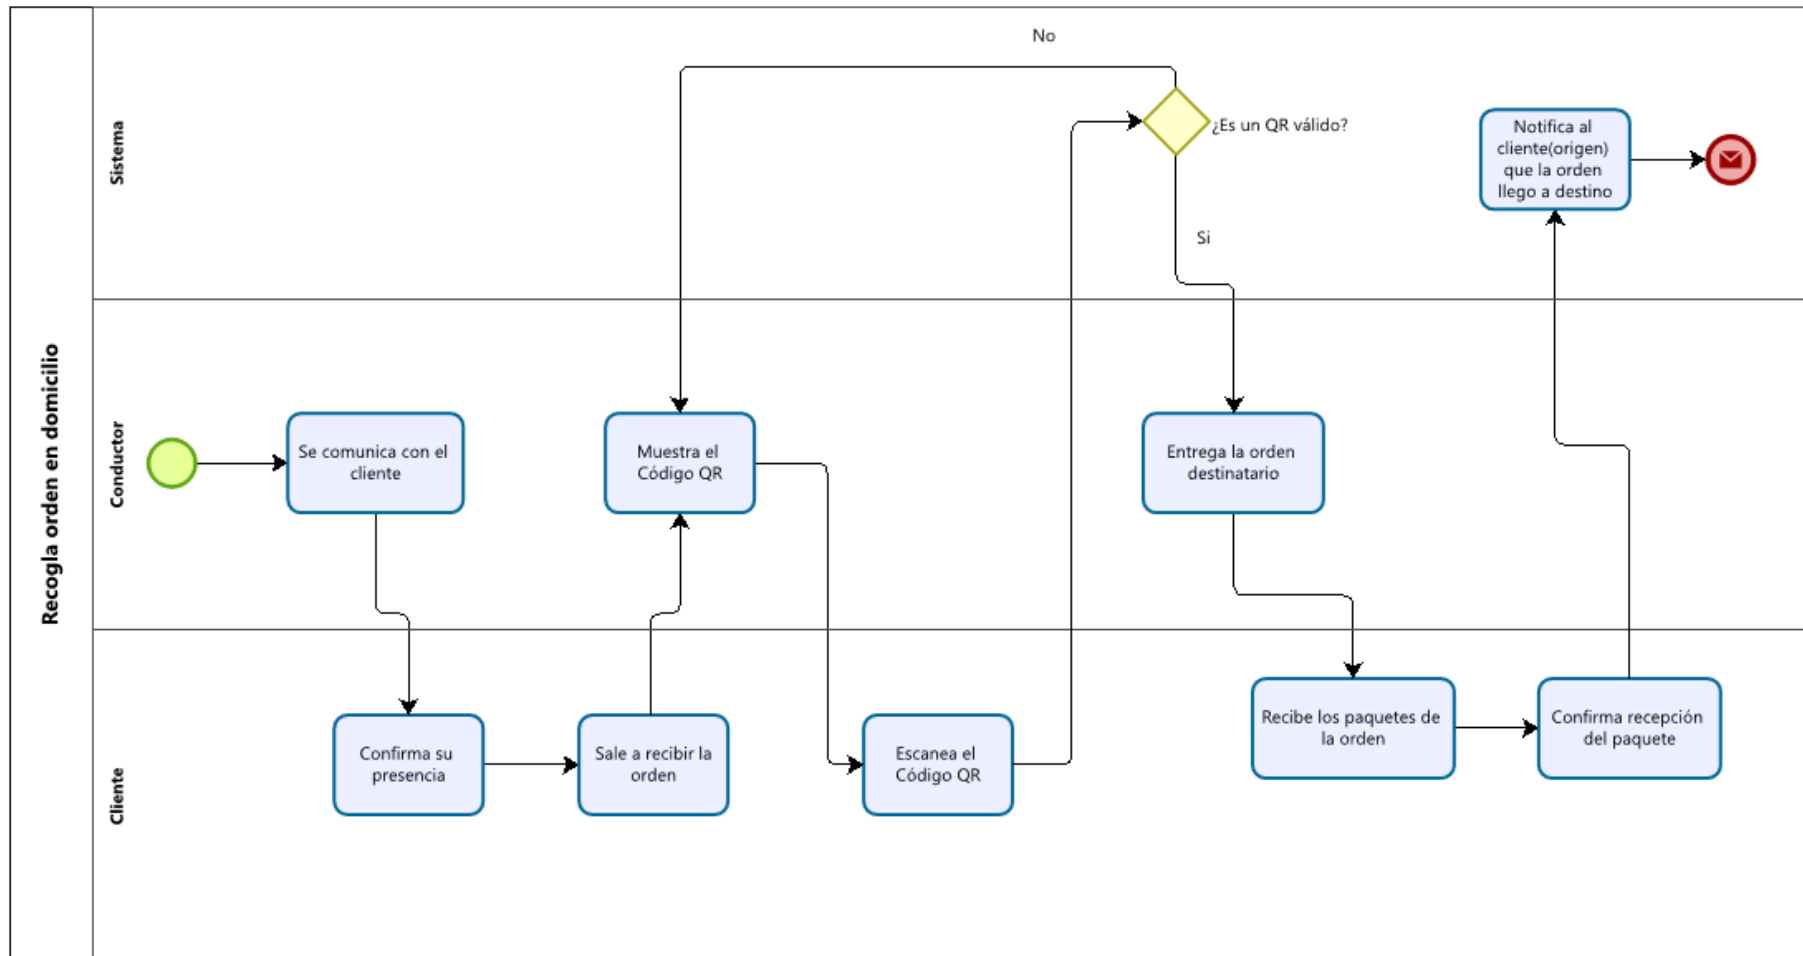 Recogla orden en domicilio
Sistema
No
¿Es un QR válido?
Si
Notifica al
cliente(origen)
que la orden
llego a destino
Conductor
Se comunica con el
cliente
Muestra el
Código QR
Entrega la orden
destinatario
Cliente
Confirma su
presencia
Sale a recibir la
orden
Escanea el
Código QR
Recibe los paquetes de
la orden
Confirma recepción
del paquete